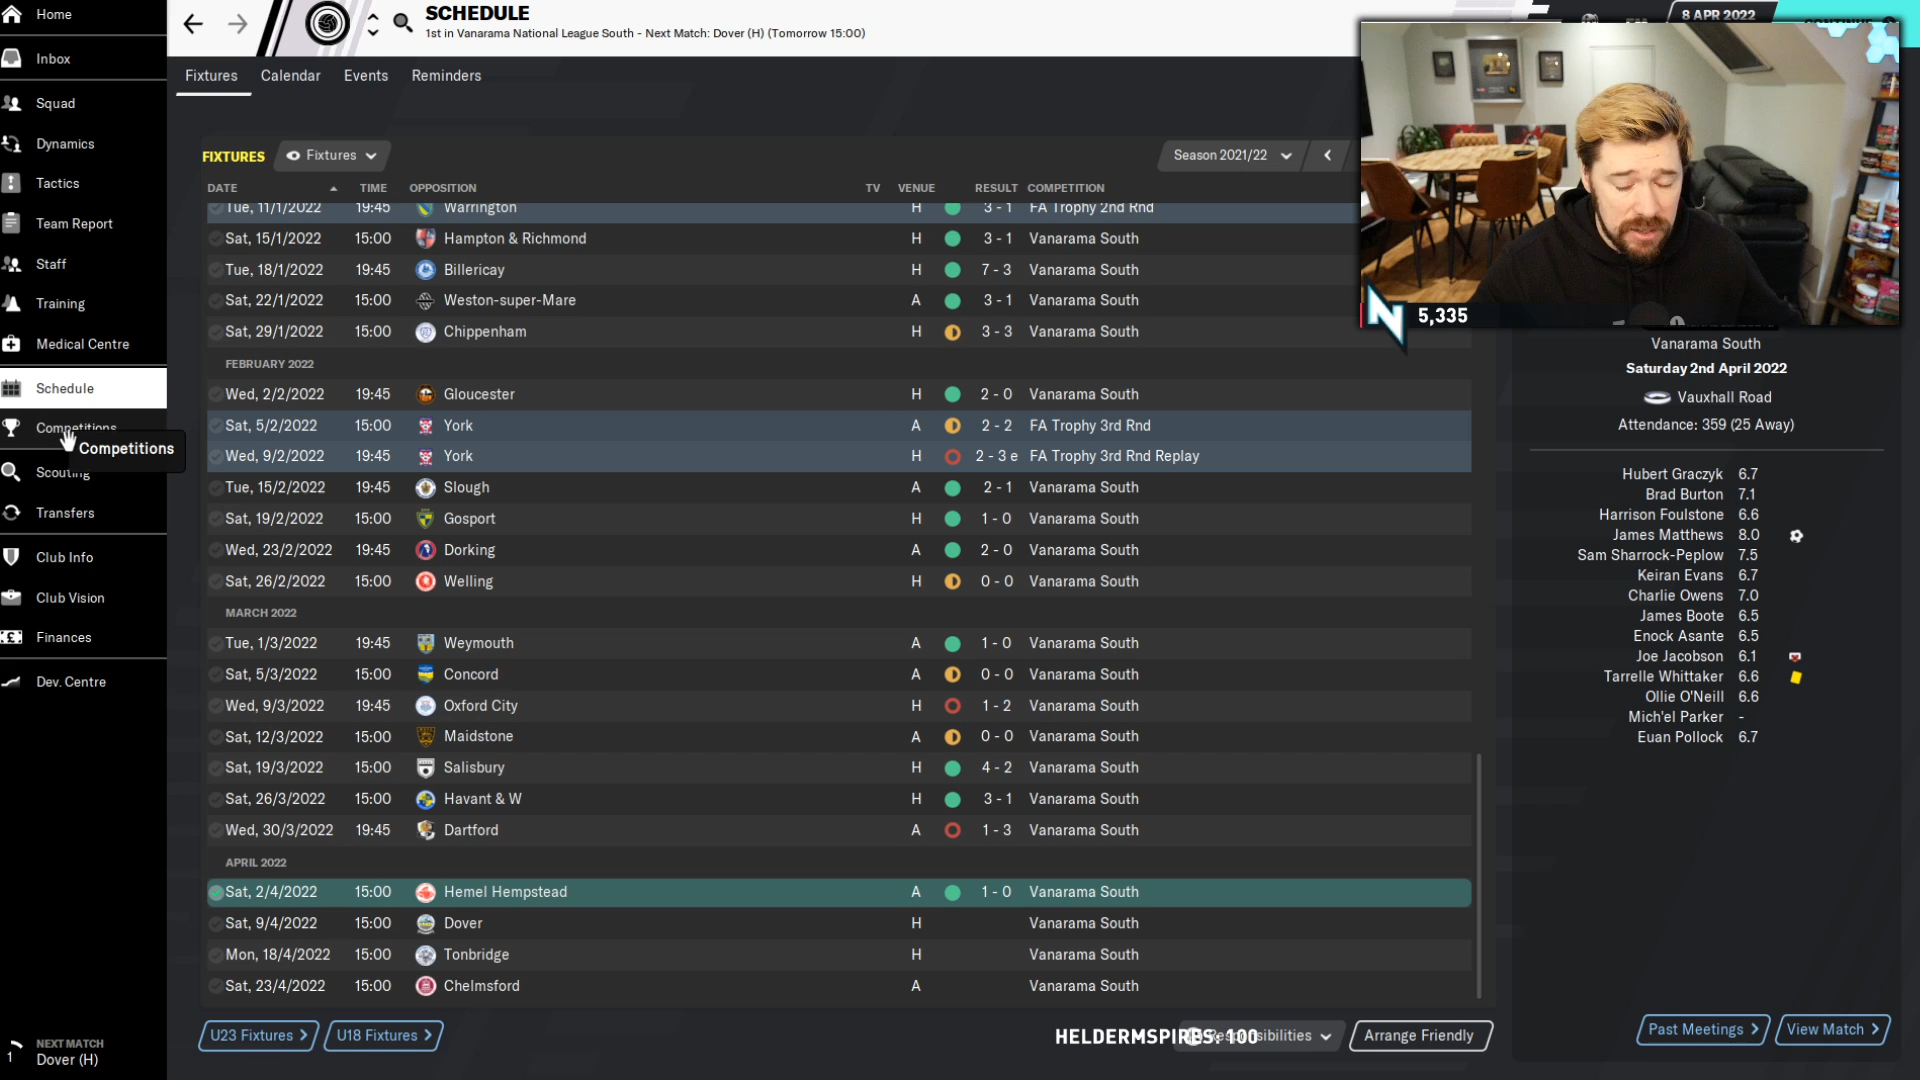 Home
Inbox
Squad
Dynamics
Tactics
Team Report
Staff
Training
Medical Centre
Schedule
Competitions
Competitions
Scouting
Transfers
Club Info
Club Vision
Finances
Dev. Centre
NEXT MATCH
1 Dover (H)
SCHEDULE
1st in Vanarama National League South - Next Match: Dover (H) (Tomorrow 15:00)
8 APR 2022
Fixtures Calendar Events Reminders
FIXTURES Fixtures Season 2021/22
DATE TIME OPPOSITION TV VENUE RESULT COMPETITION
Tue, 11/1/2022 19:45 Warrington H 3 - 1 FA Trophy 2nd Rnd
Sat, 15/1/2022 15:00 Hampton & Richmond H 3 - 1 Vanarama South
Tue, 18/1/2022 19:45 Billericay H 7 - 3 Vanarama South
Sat, 22/1/2022 15:00 Weston-super-Mare A 3 - 1 Vanarama South
Sat, 29/1/2022 15:00 Chippenham H 3 - 3 Vanarama South
FEBRUARY 2022
Wed, 2/2/2022 19:45 Gloucester H 2 - 0 Vanarama South
Sat, 5/2/2022 15:00 York A 2 - 2 FA Trophy 3rd Rnd
Wed, 9/2/2022 19:45 York H 2 - 3 e FA Trophy 3rd Rnd Replay
Tue, 15/2/2022 19:45 Slough A 2 - 1 Vanarama South
Sat, 19/2/2022 15:00 Gosport H 1 - 0 Vanarama South
Wed, 23/2/2022 19:45 Dorking A 2 - 0 Vanarama South
Sat, 26/2/2022 15:00 Welling H 0 - 0 Vanarama South
MARCH 2022
Tue, 1/3/2022 19:45 Weymouth A 1 - 0 Vanarama South
Sat, 5/3/2022 15:00 Concord A 0 - 0 Vanarama South
Wed, 9/3/2022 19:45 Oxford City H 1 - 2 Vanarama South
Sat, 12/3/2022 15:00 Maidstone A 0 - 0 Vanarama South
Sat, 19/3/2022 15:00 Salisbury H 4 - 2 Vanarama South
Sat, 26/3/2022 15:00 Havant & W H 3 - 1 Vanarama South
Wed, 30/3/2022 19:45 Dartford A 1 - 3 Vanarama South
APRIL 2022
Sat, 2/4/2022 15:00 Hemel Hempstead A 1 - 0 Vanarama South
Sat, 9/4/2022 15:00 Dover H Vanarama South
Mon, 18/4/2022 15:00 Tonbridge H Vanarama South
Sat, 23/4/2022 15:00 Chelmsford A Vanarama South
U23 Fixtures U18 Fixtures
HELDERMSPIRES: 100
Arrange Friendly
N 5,335
Vanarama South
Saturday 2nd April 2022
Vauxhall Road
Attendance: 359 (25 Away)
Hubert Graczyk 6.7
Brad Burton 7.1
Harrison Foulstone 6.6
James Matthews 8.0
Sam Sharrock-Peplow 7.5
Keiran Evans 6.7
Charlie Owens 7.0
James Boote 6.5
Enock Asante 6.5
Joe Jacobson 6.1
Tarrelle Whittaker 6.6
Ollie O'Neill 6.6
Mich'el Parker -
Euan Pollock 6.7
Past Meetings View Match